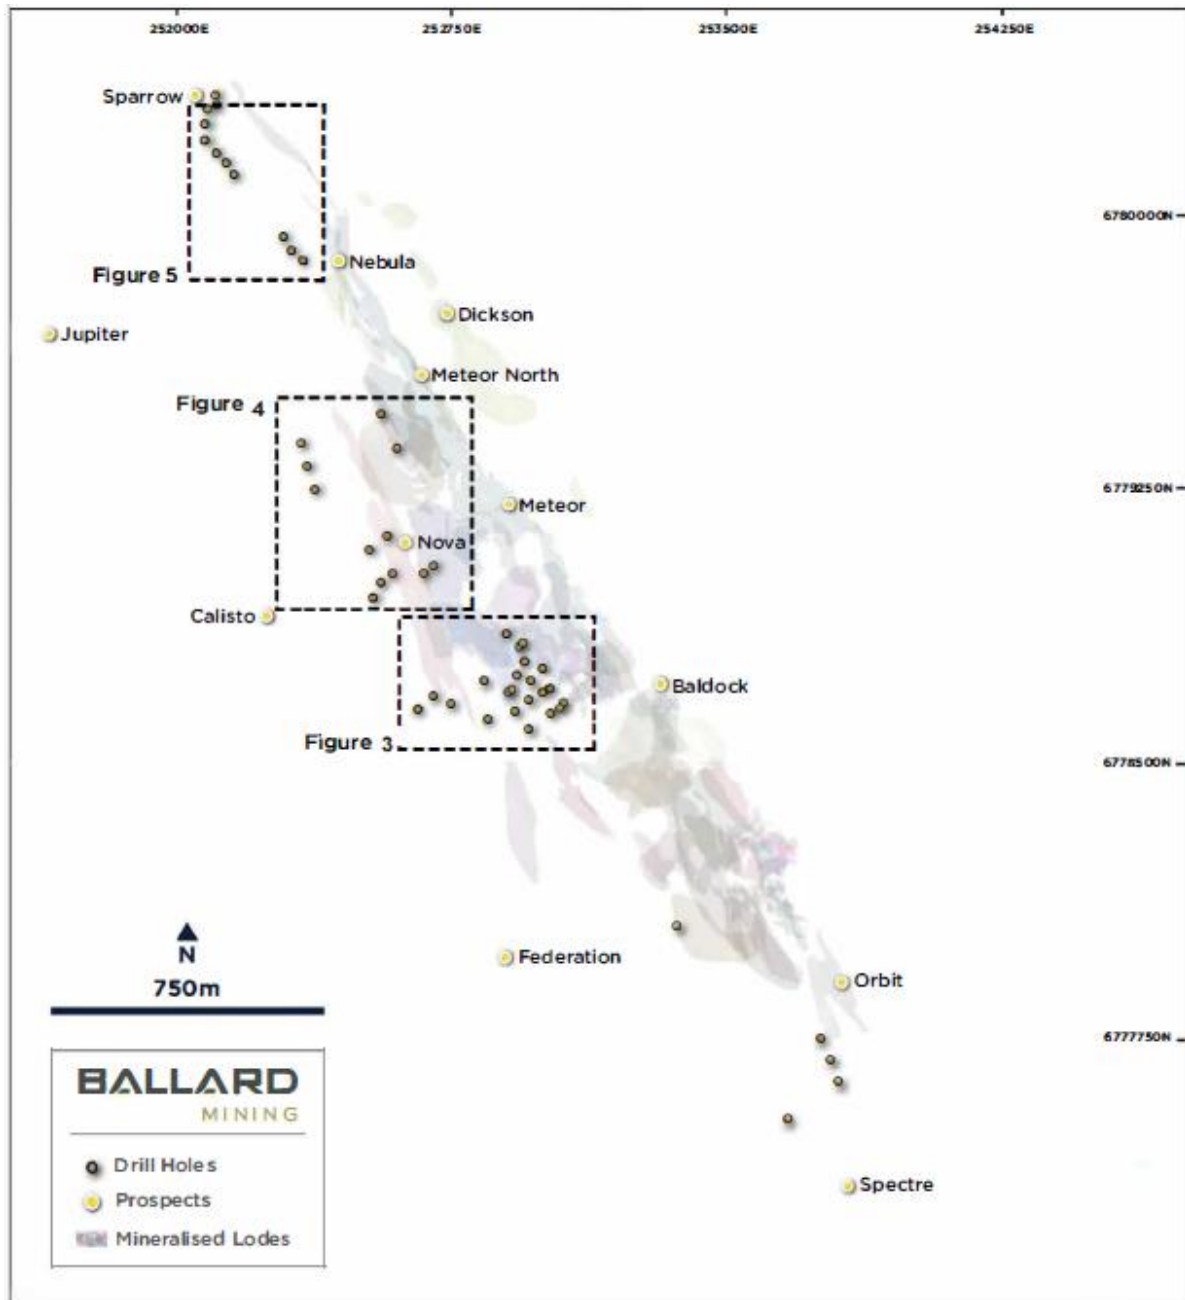 252000E 252750E 253500E 254250E
Sparrow
6780000N
Figure 5
Nebula
Dickson
Jupiter
Meteor North
Figure 4
6779250N
Meteor
Nova
Calisto
Baldock
Figure 3
6778500N
Federation
N
750m
Orbit
6777750N
BALLARD
MINING
Drill Holes
Spectre
Prospects
Mineralised Lodes